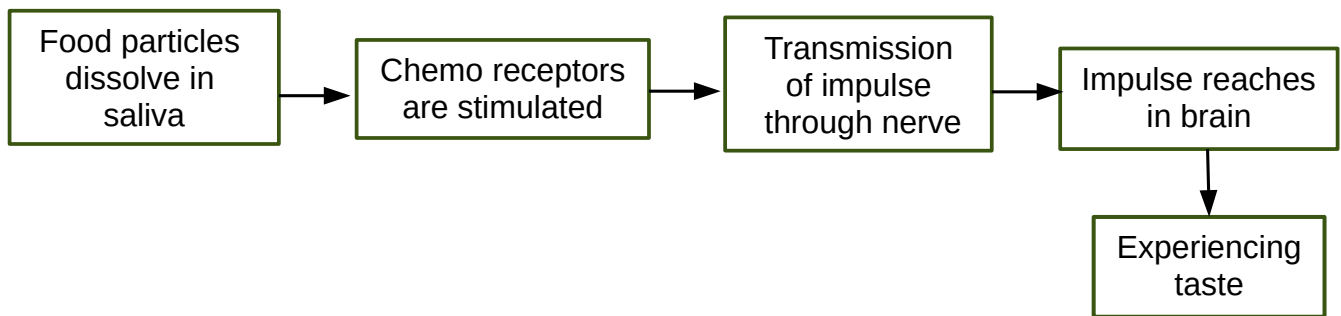 Food particles
dissolve in
saliva
Chemo receptors
are stimulated
Transmission
of impulse
through nerve
Impulse reaches
in brain
Experiencing
taste